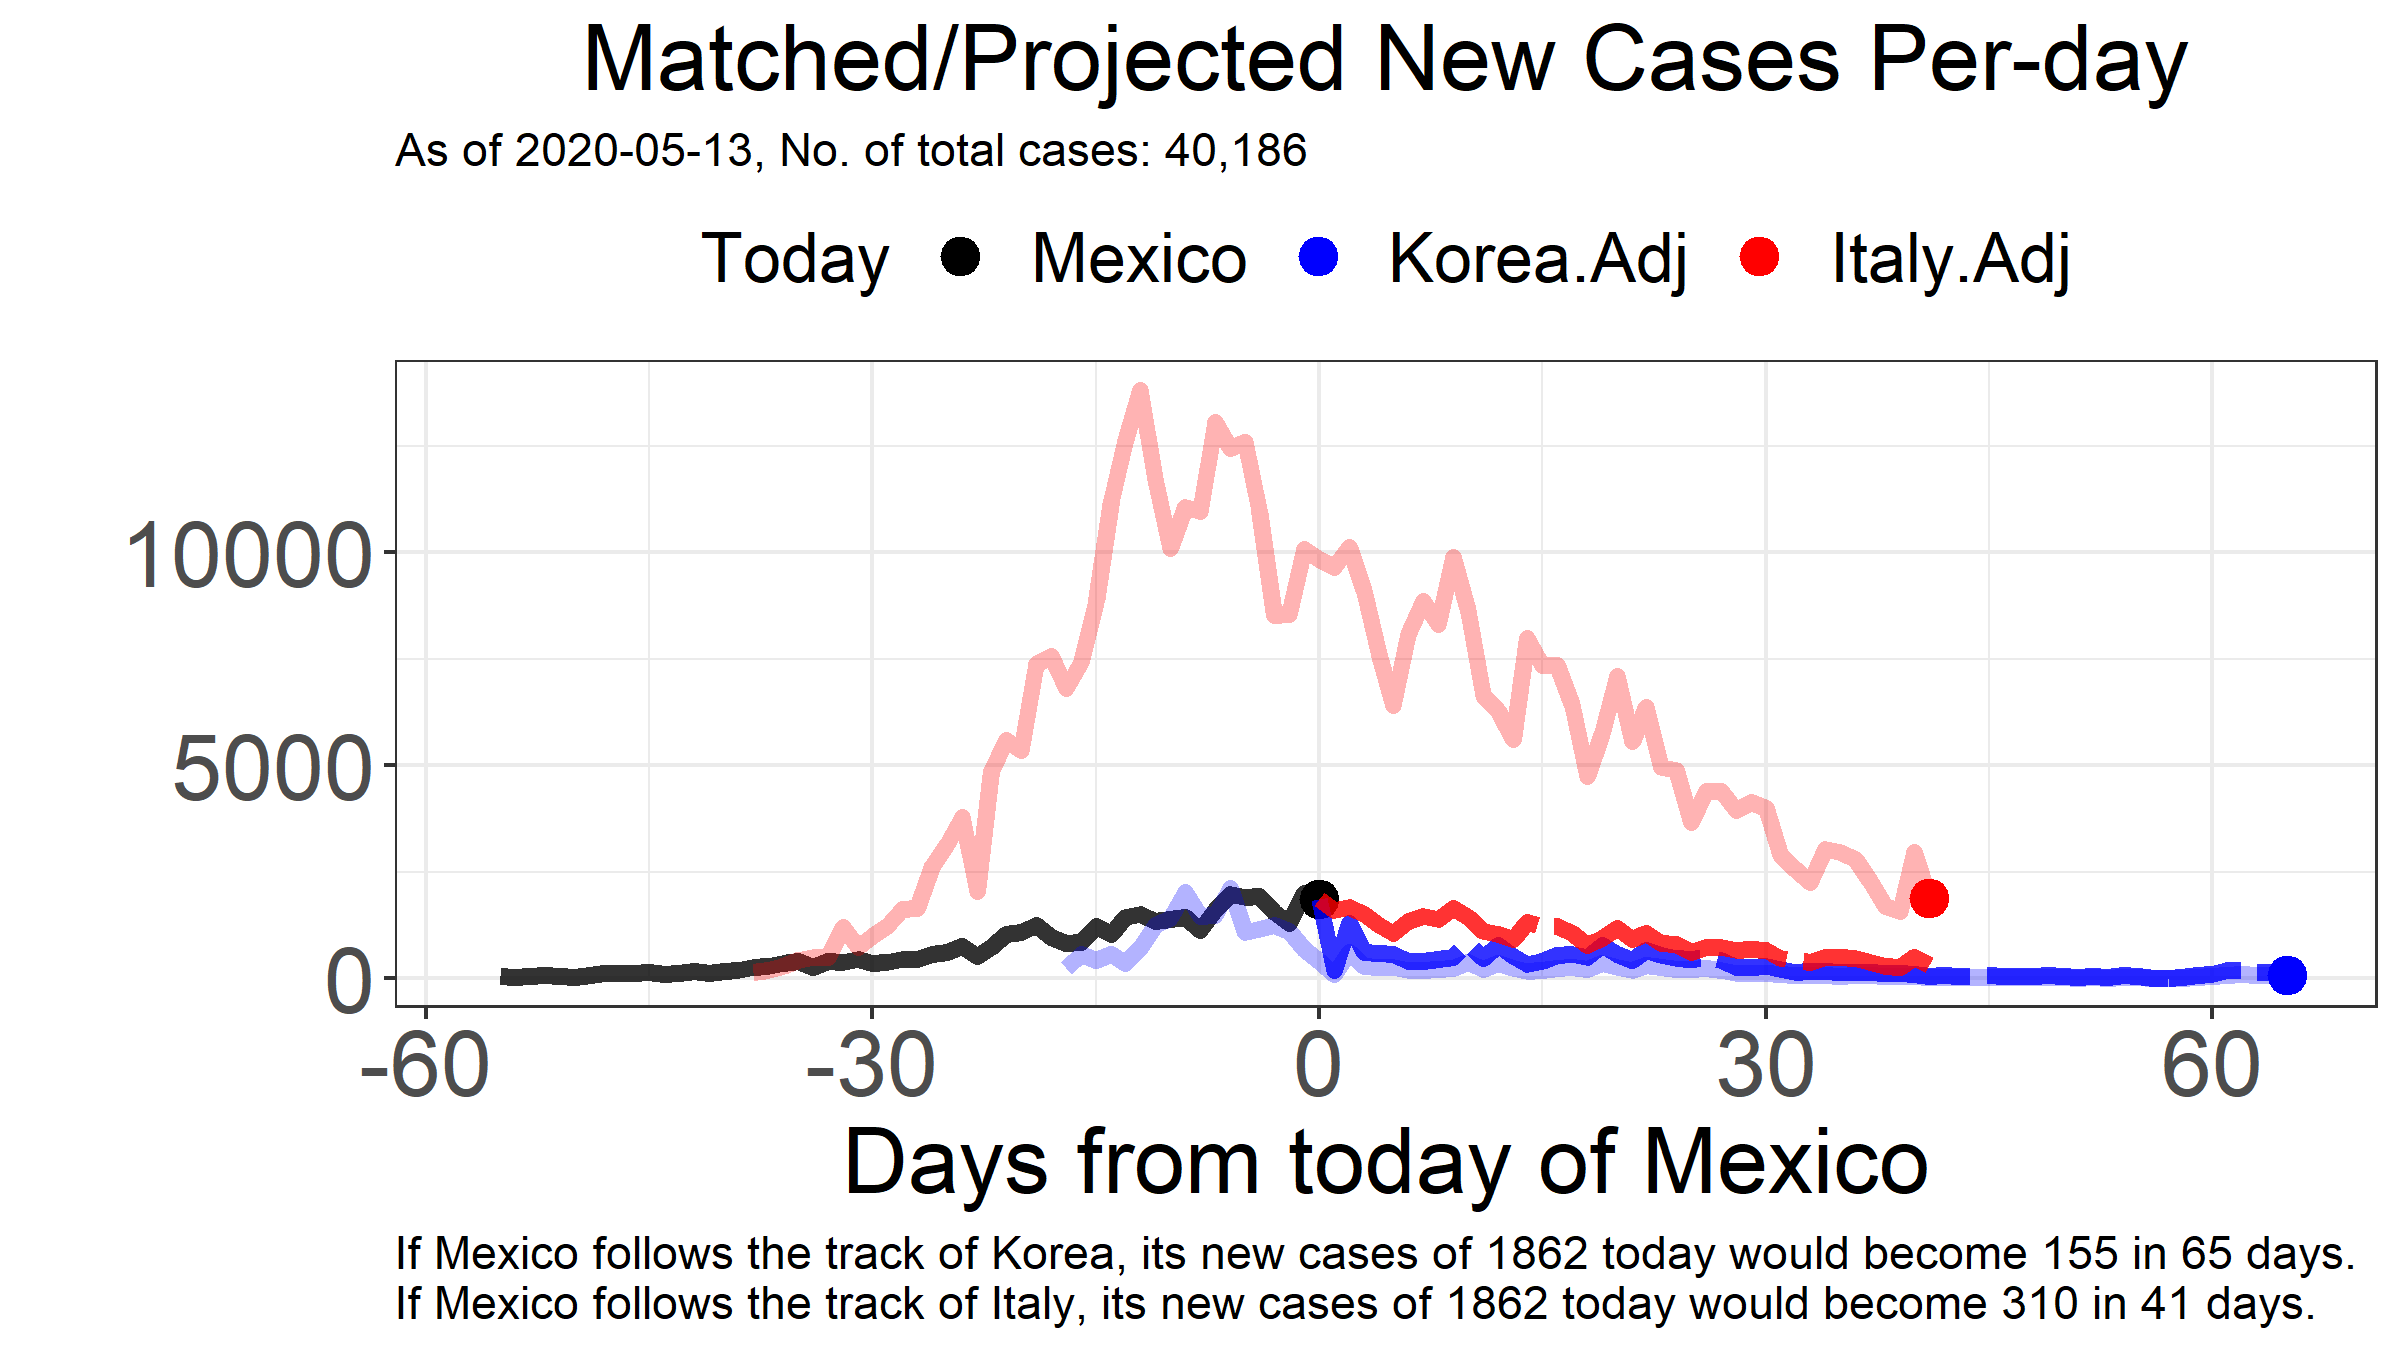 Matched/Projected New Cases Per-day
As of 2020-05-13, No. of total cases: 40,186
Today Mexico Korea.Adj Italy.Adj
10000
5000
0
-60 -30 0 30 60
Days from today of Mexico
If Mexico follows the track of Korea, its new cases of 1862 today would become 155 in 65 days.
If Mexico follows the track of Italy, its new cases of 1862 today would become 310 in 41 days.